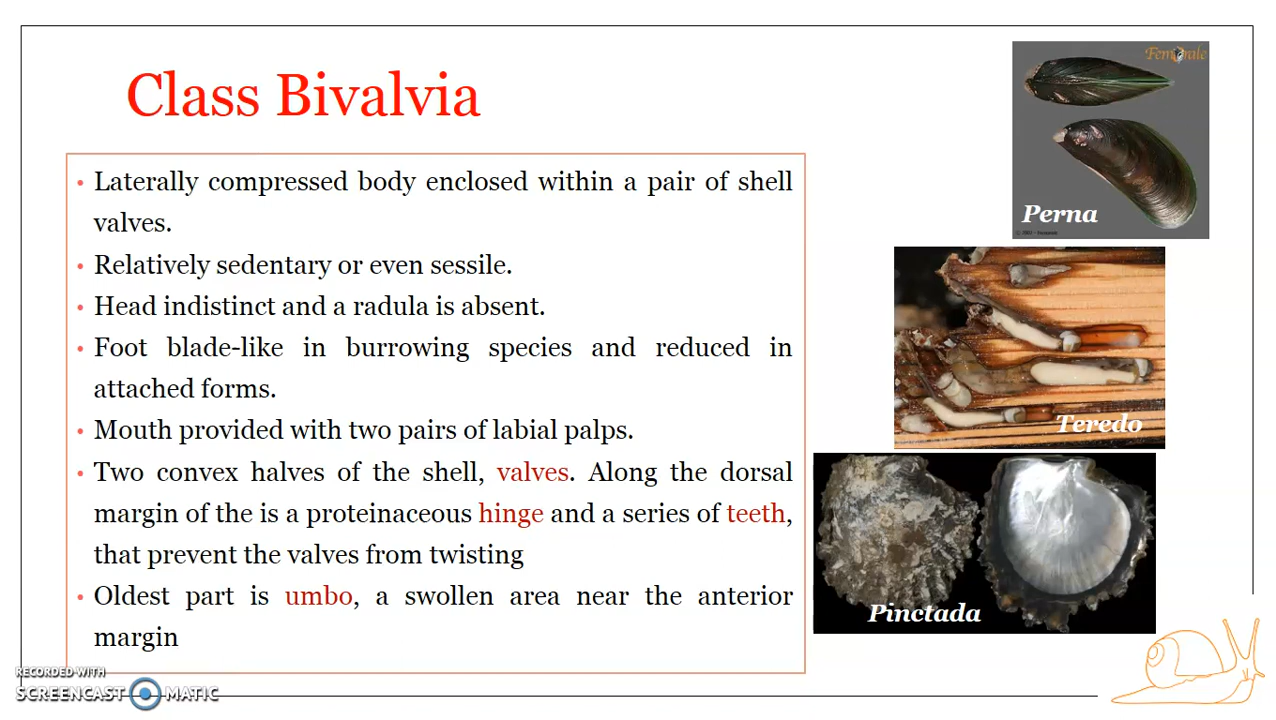 Class Bivalvia
• Laterally compressed body enclosed within a pair of shell
valves.
• Relatively sedentary or even sessile.
• Head indistinct and a radula is absent.
• Foot blade-like in burrowing species and reduced in
attached forms.
• Mouth provided with two pairs of labial palps.
• Two convex halves of the shell, valves. Along the dorsal
margin of the is a proteinaceous hinge and a series of teeth,
that prevent the valves from twisting
• Oldest part is umbo, a swollen area near the anterior
margin
Femorale
Perna
Teredo
Pinctada
RECORDED WITH
SCREENCAST MATIC